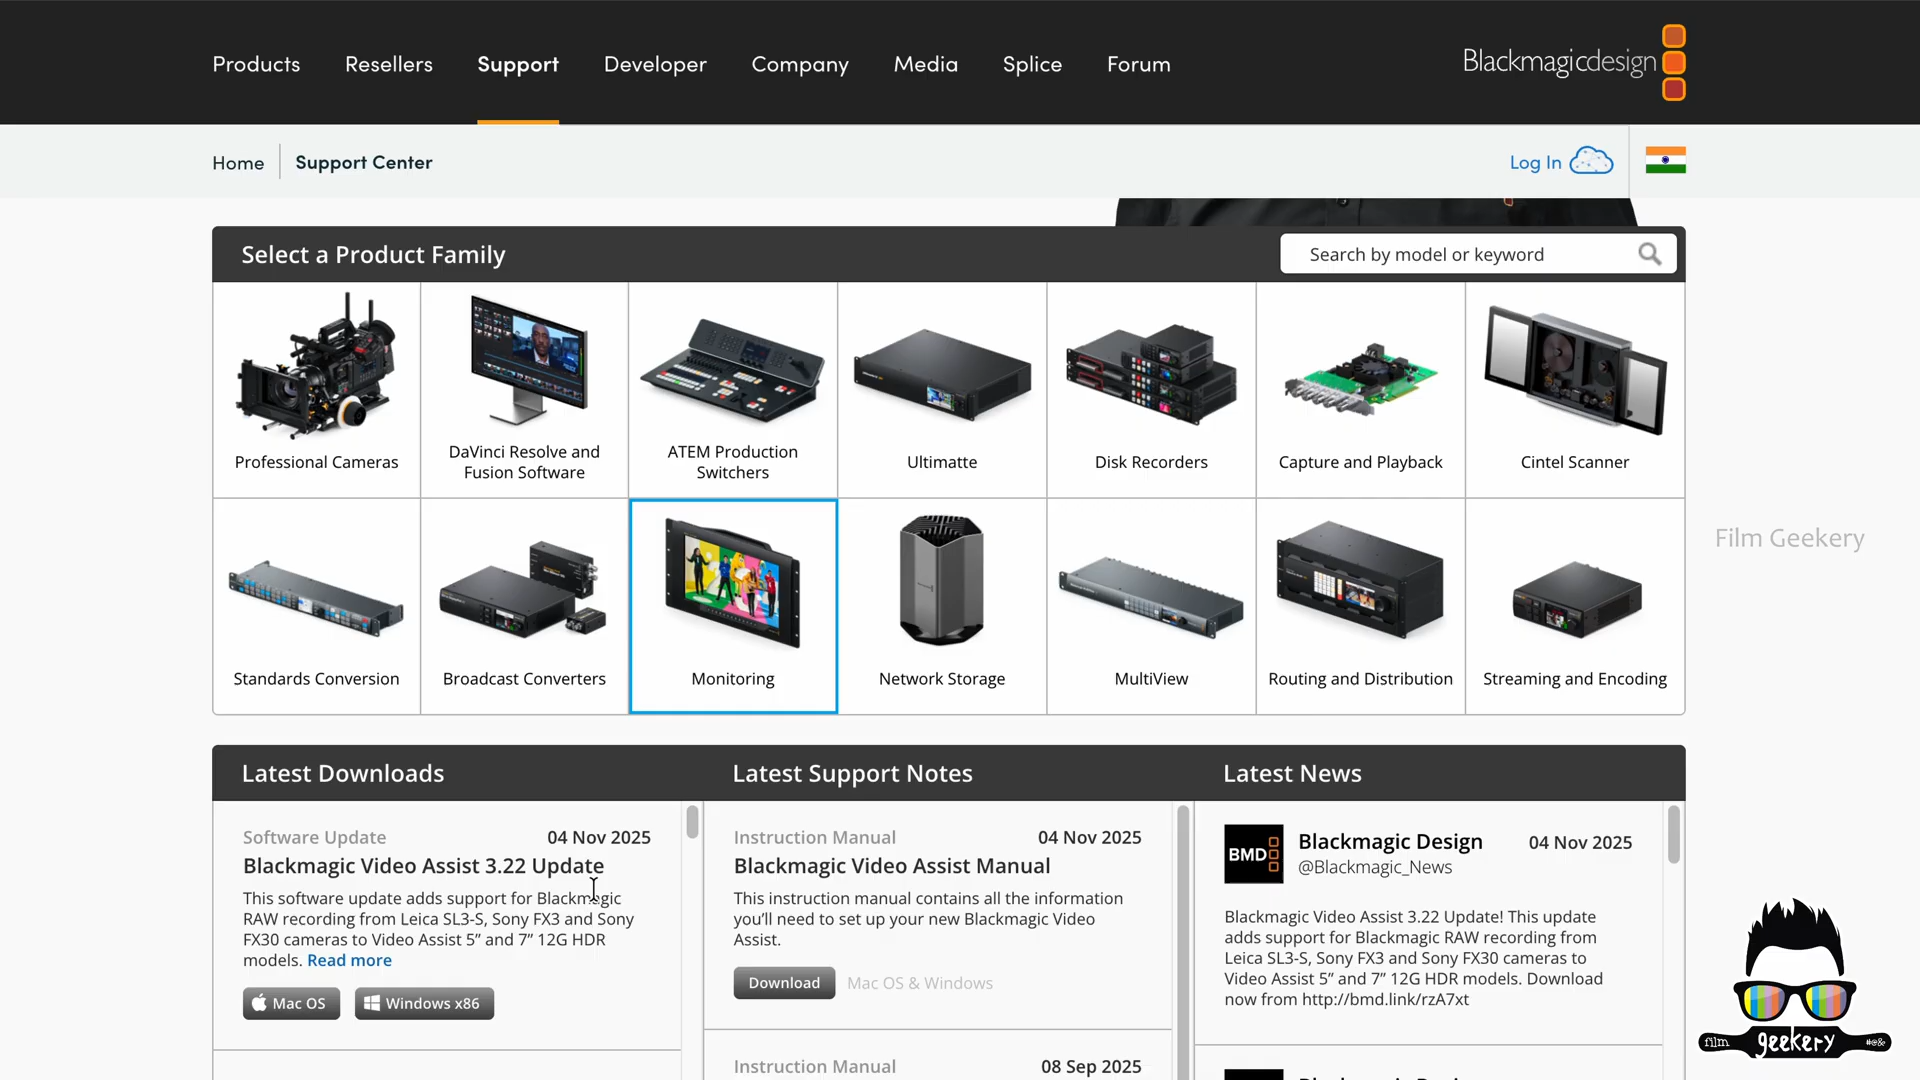 Products Resellers Support Developer Company Media Splice Forum
Blackmagicdesign
Home Support Center
Log In
Select a Product Family
Search by model or keyword
Professional Cameras
DaVinci Resolve and
Fusion Software
ATEM Production
Switchers
Ultimatte
Disk Recorders
Capture and Playback
Cintel Scanner
Standards Conversion
Broadcast Converters
Monitoring
Network Storage
MultiView
Routing and Distribution
Streaming and Encoding
Film Geekery
Latest Downloads
Software Update 04 Nov 2025
Blackmagic Video Assist 3.22 Update
This software update adds support for Blackmagic
RAW recording from Leica SL3-S, Sony FX3 and Sony
FX30 cameras to Video Assist 5” and 7” 12G HDR
models. Read more
Mac OS Windows x86
Latest Support Notes
Instruction Manual 04 Nov 2025
Blackmagic Video Assist Manual
This instruction manual contains all the information
you’ll need to set up your new Blackmagic Video
Assist.
Download Mac OS & Windows
Instruction Manual 08 Sep 2025
Latest News
BMD
Blackmagic Design 04 Nov 2025
@Blackmagic_News
Blackmagic Video Assist 3.22 Update! This update
adds support for Blackmagic RAW recording from
Leica SL3-S, Sony FX3 and Sony FX30 cameras to
Video Assist 5” and 7” 12G HDR models. Download
now from http://bmd.link/rzA7xt
film geekery #@&